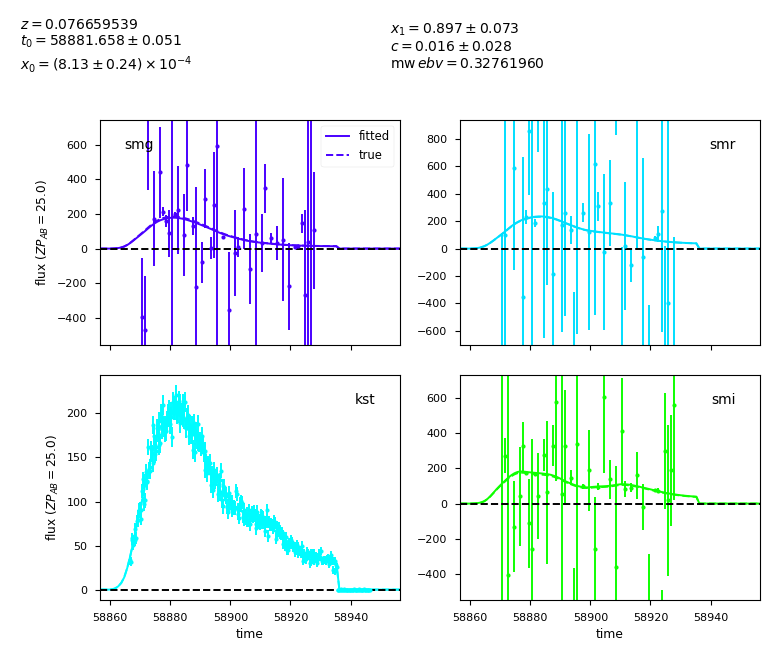 z = 0.076659539
t₀ = 58881.658 ± 0.051
x₀ = (8.13 ± 0.24) × 10⁻⁴
x₁ = 0.897 ± 0.073
c = 0.016 ± 0.028
mw ebv = 0.32761960
smg
fitted
true
600
400
200
0
−200
−400
flux (ZP_AB = 25.0)
smr
800
600
400
200
0
−200
−400
−600
kst
200
150
100
50
0
flux (ZP_AB = 25.0)
58860 58880 58900 58920 58940
time
smi
600
400
200
0
−200
−400
58860 58880 58900 58920 58940
time